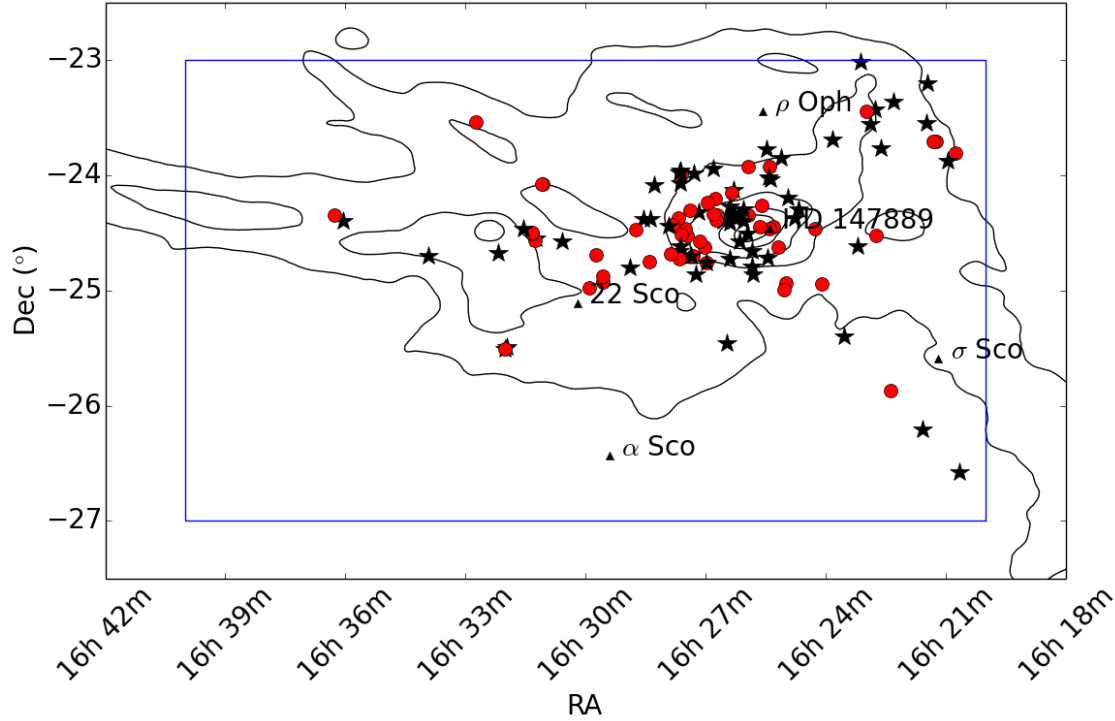 −23
−24
−25
−26
−27
Dec (°)
ρ Oph
HD 147889
22 Sco
σ Sco
α Sco
16h 42m
16h 39m
16h 36m
16h 33m
16h 30m
16h 27m
16h 24m
16h 21m
16h 18m
RA